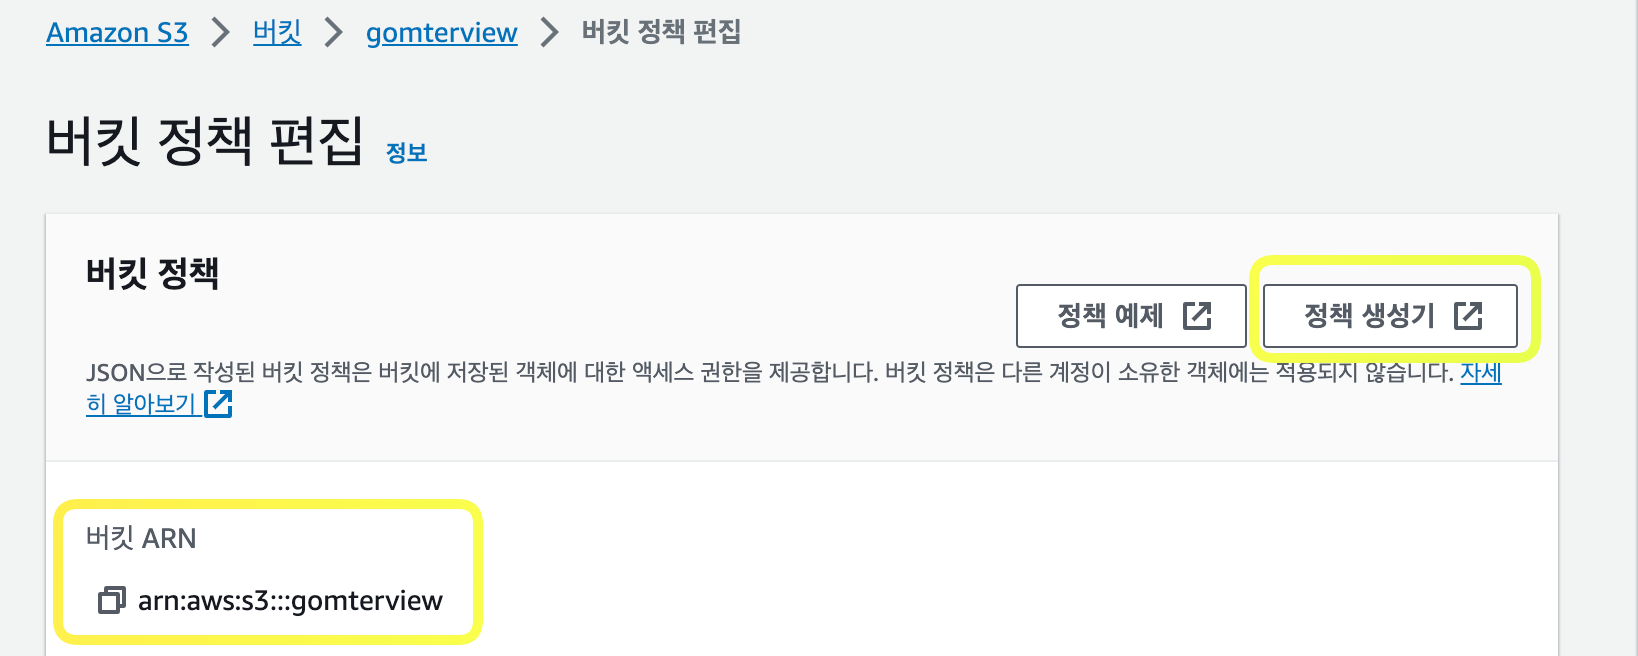 Amazon S3 > 버킷 > gomterview > 버킷 정책 편집
버킷 정책 편집 정보
버킷 정책
정책 예제 정책 생성기
JSON으로 작성된 버킷 정책은 버킷에 저장된 객체에 대한 액세스 권한을 제공합니다. 버킷 정책은 다른 계정이 소유한 객체에는 적용되지 않습니다. 자세
히 알아보기
버킷 ARN
arn:aws:s3:::gomterview